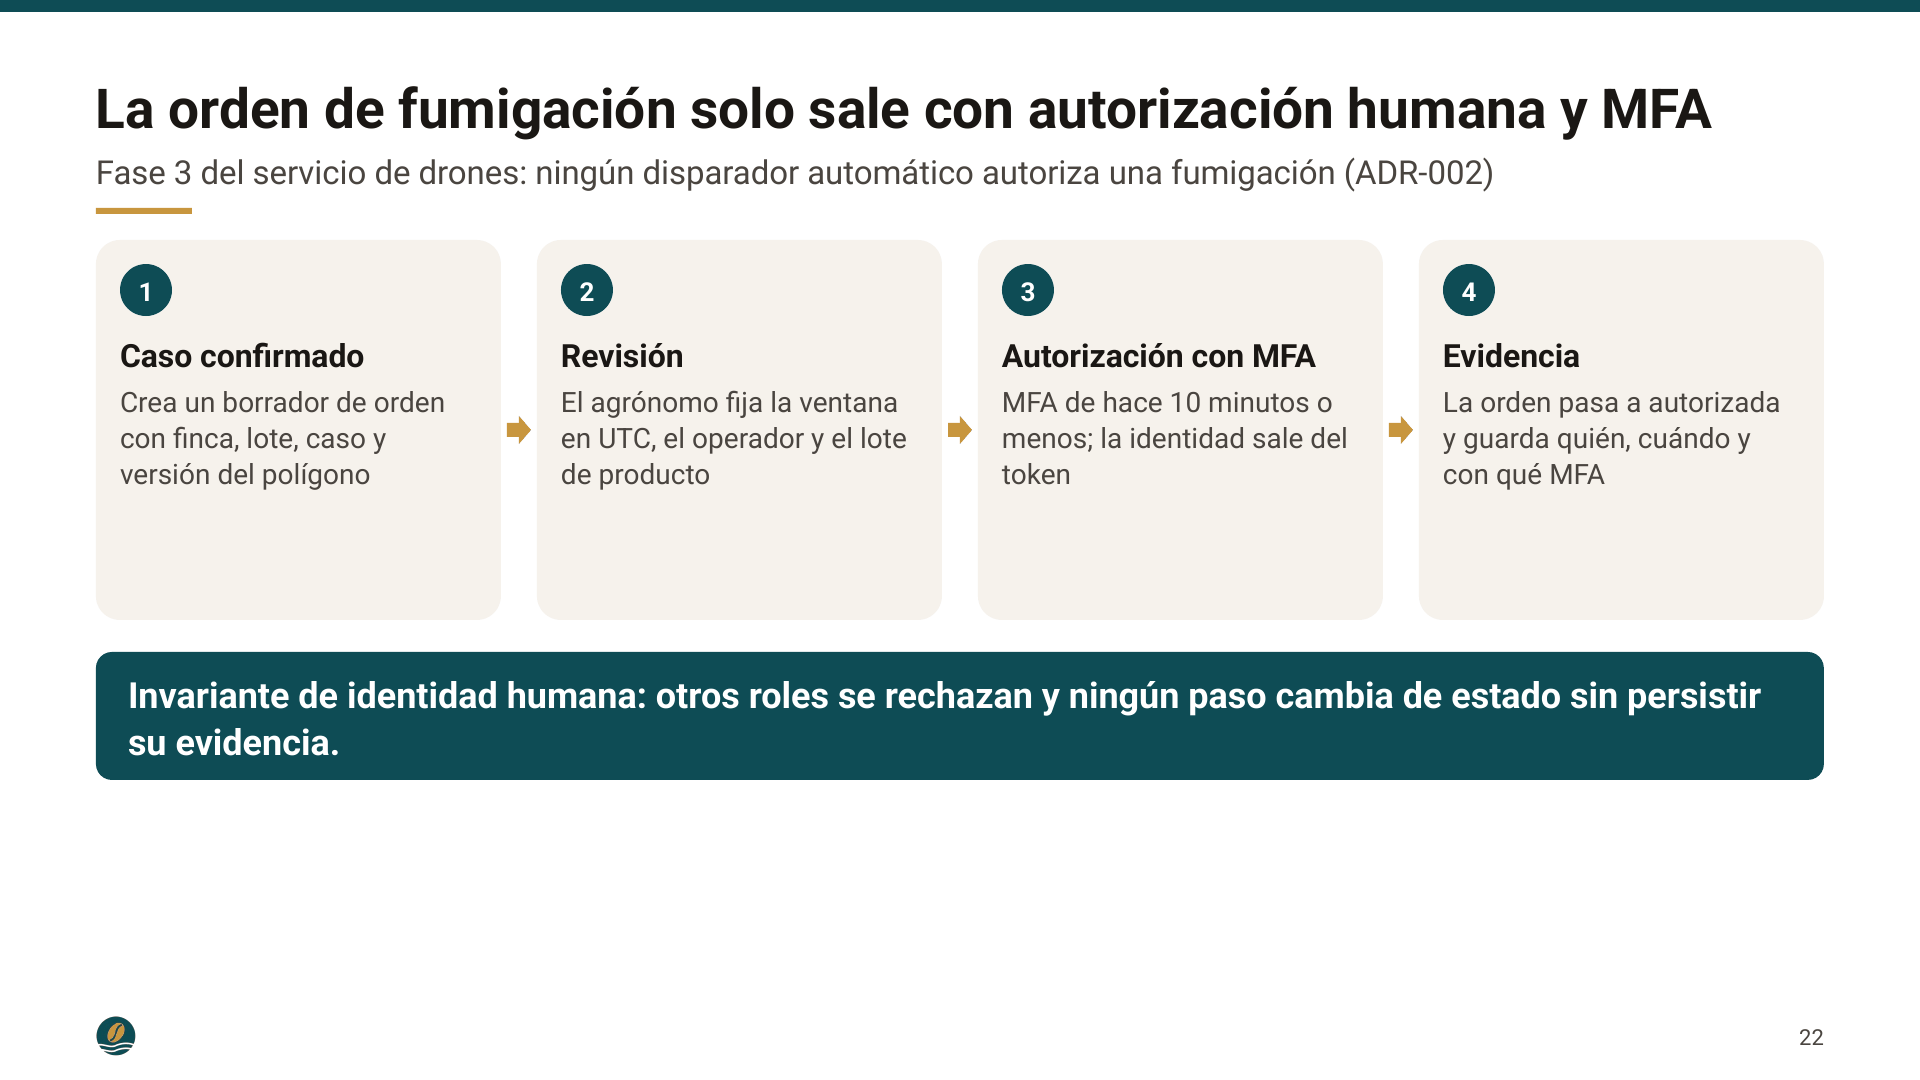 La orden de fumigación solo sale con autorización humana y MFA
Fase 3 del servicio de drones: ningún disparador automático autoriza una fumigación (ADR-002)
1
Caso confirmado
Crea un borrador de orden
con finca, lote, caso y
versión del polígono
2
Revisión
El agrónomo fija la ventana
en UTC, el operador y el lote
de producto
3
Autorización con MFA
MFA de hace 10 minutos o
menos; la identidad sale del
token
4
Evidencia
La orden pasa a autorizada
y guarda quién, cuándo y
con qué MFA
Invariante de identidad humana: otros roles se rechazan y ningún paso cambia de estado sin persistir
su evidencia.
22